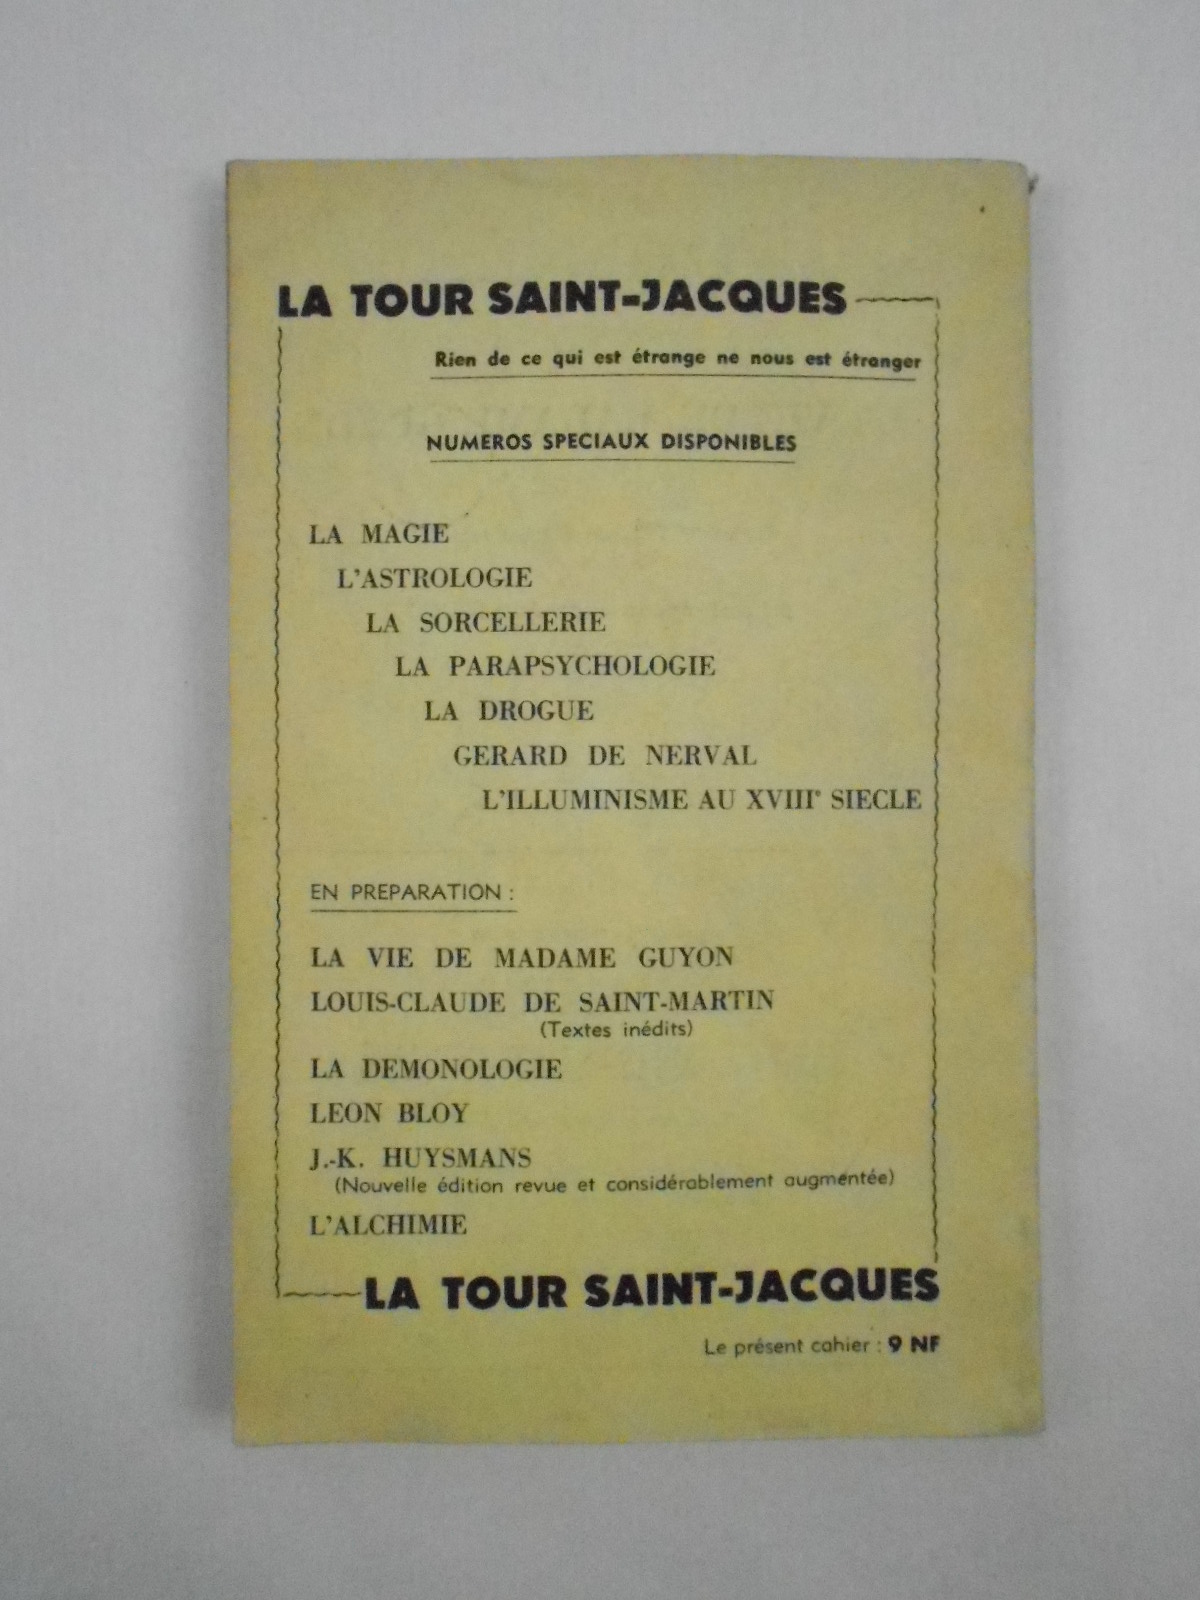 LA TOUR SAINT-JACQUES
Rien de ce qui est étrange ne nous est étranger
NUMEROS SPECIAUX DISPONIBLES
LA MAGIE
L'ASTROLOGIE
LA SORCELLERIE
LA PARAPSYCHOLOGIE
LA DROGUE
GERARD DE NERVAL
L'ILLUMINISME AU XVIIIe SIECLE
EN PREPARATION :
LA VIE DE MADAME GUYON
LOUIS-CLAUDE DE SAINT-MARTIN
(Textes inédits)
LA DEMONOLOGIE
LEON BLOY
J.-K. HUYSMANS
(Nouvelle édition revue et considérablement augmentée)
L'ALCHIMIE
LA TOUR SAINT-JACQUES
Le présent cahier : 9 NF